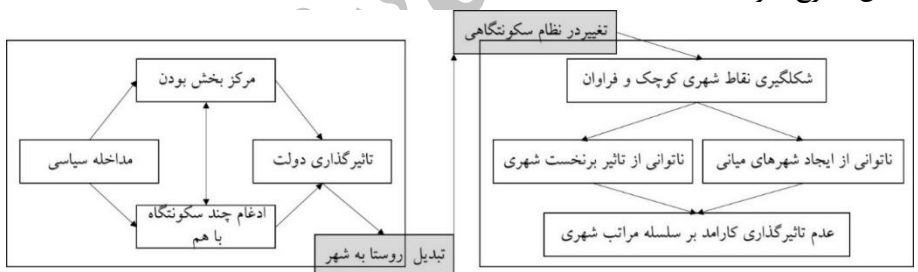 تغییردر نظام سکونتگاهی
شکلگیری نقاط شهری کوچک و فراوان
ناتوانی از ایجاد شهرهای میانی
ناتوانی از تاثیر برنخست شهری
عدم تاثیرگذاری کارامد بر سلسله مراتب شهری
مرکز بخش بودن
مداخله سیاسی
تاثیرگذاری دولت
ادغام چند سکونتگاه
با هم
تبدیل روستا به شهر